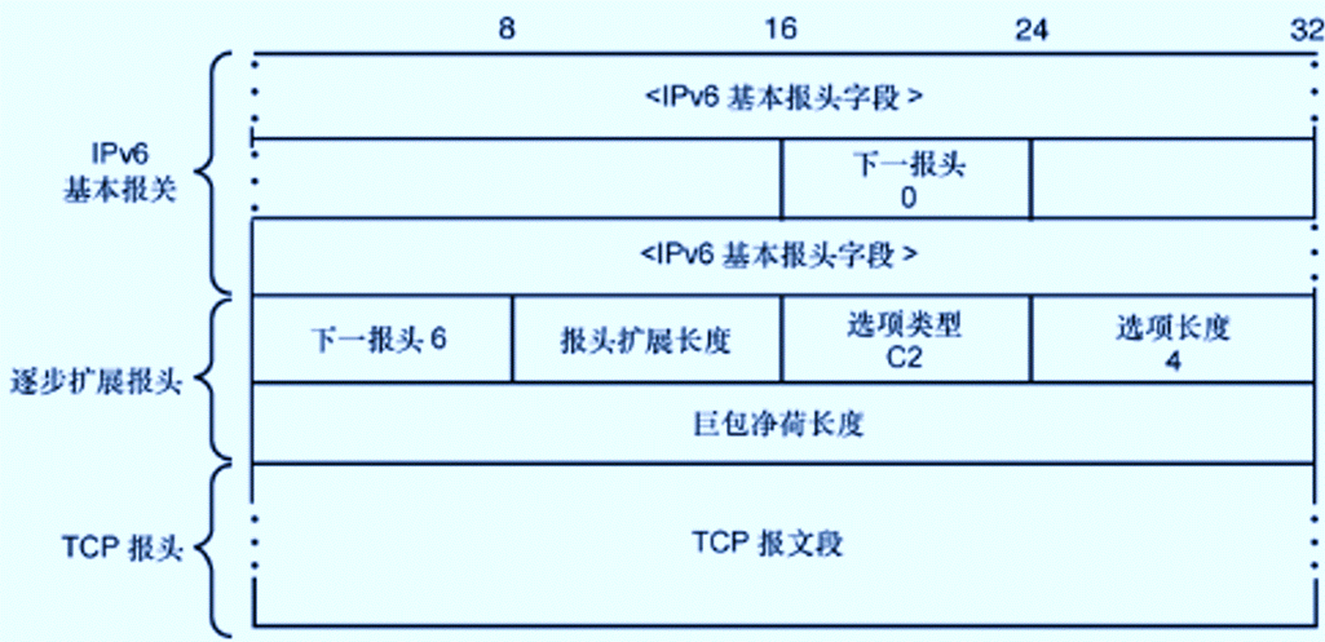 8 16 24 32
<IPv6 基本报头字段>
IPv6
基本报关
下一报头
0
<IPv6 基本报头字段>
逐步扩展报头
下一报头 6
报头扩展长度
选项类型
C2
选项长度
4
巨包净荷长度
TCP 报头
TCP 报文段